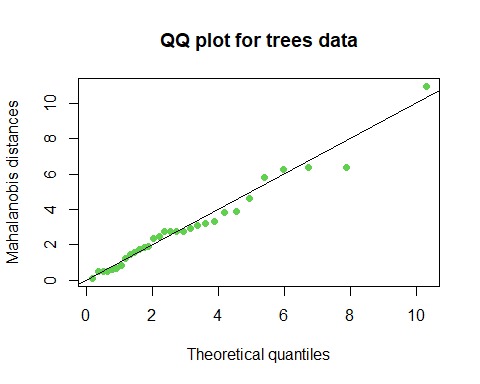 QQ plot for trees data
Mahalanobis distances
10
8
6
4
2
0
0 2 4 6 8 10
Theoretical quantiles